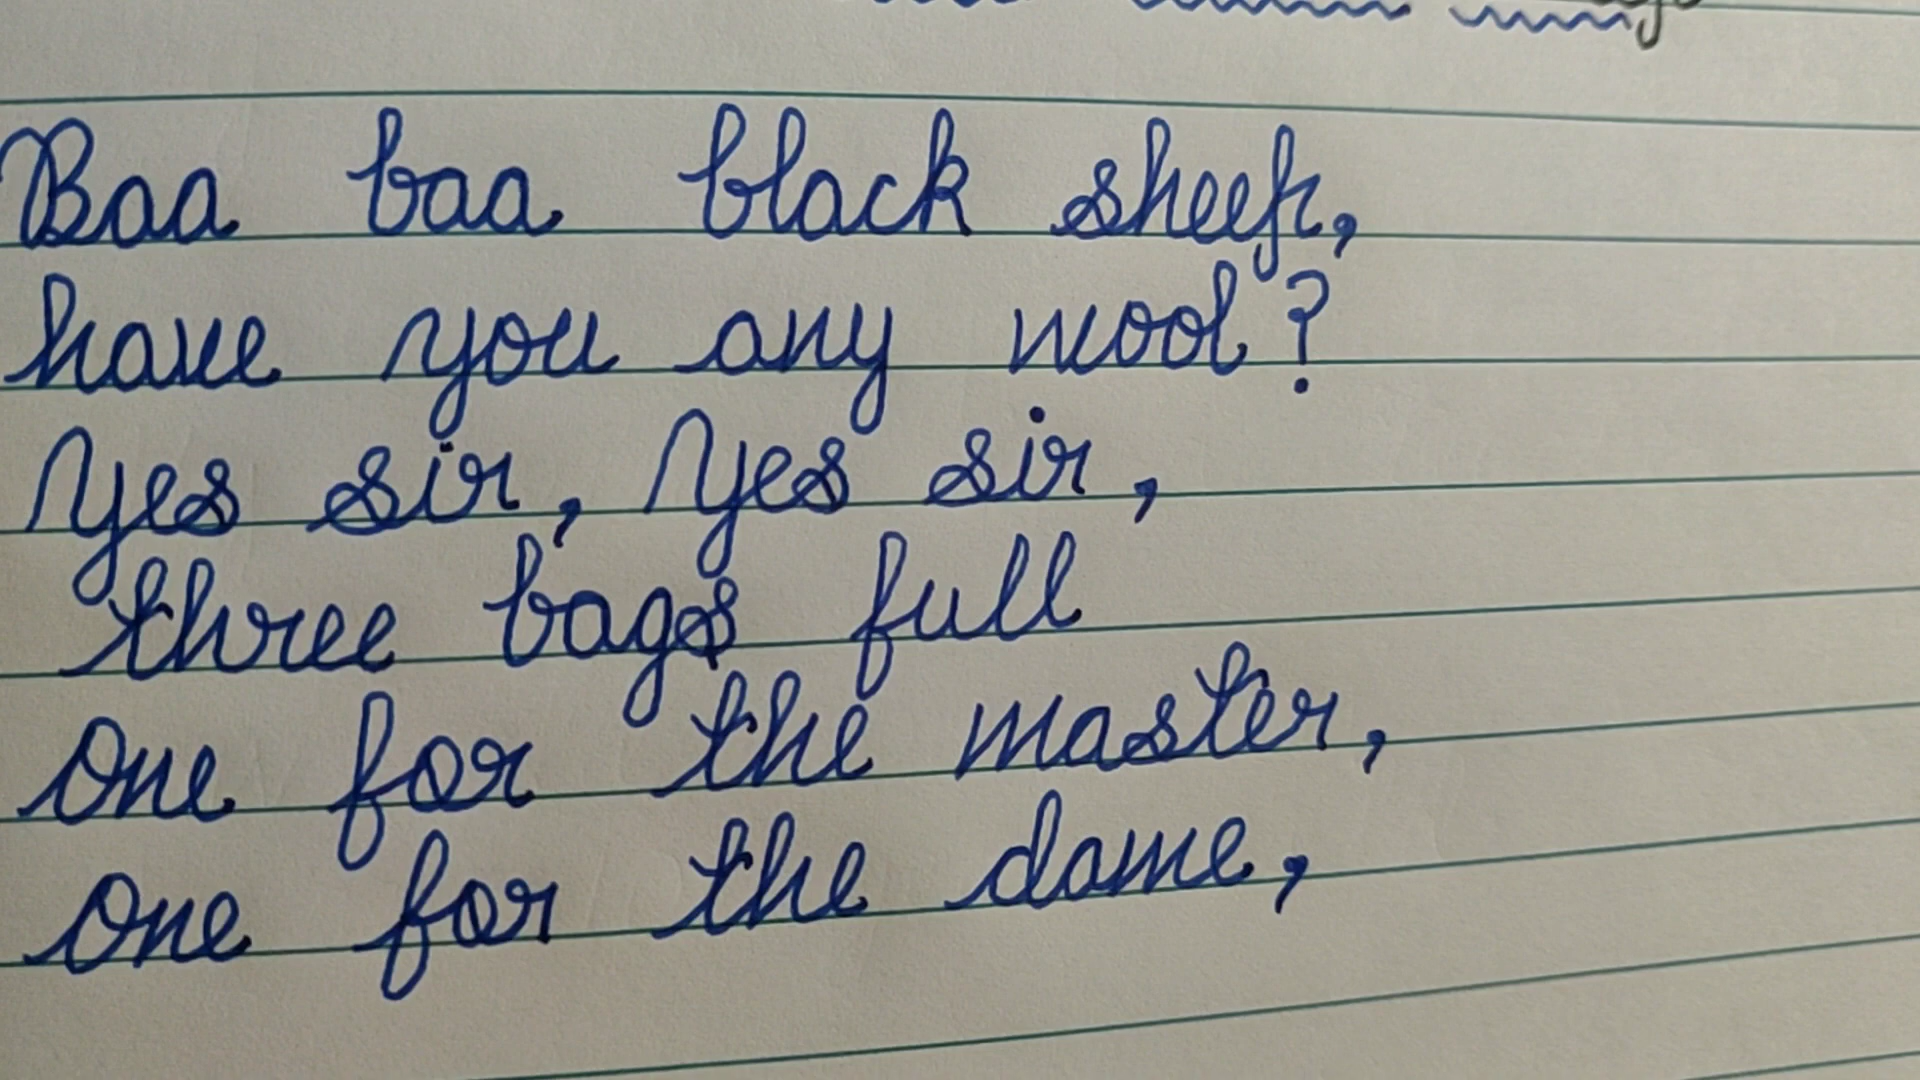 Baa baa black sheep,
have you any wool?
Yes sir, Yes sir,
three bags full
One for the master,
One for the dame,